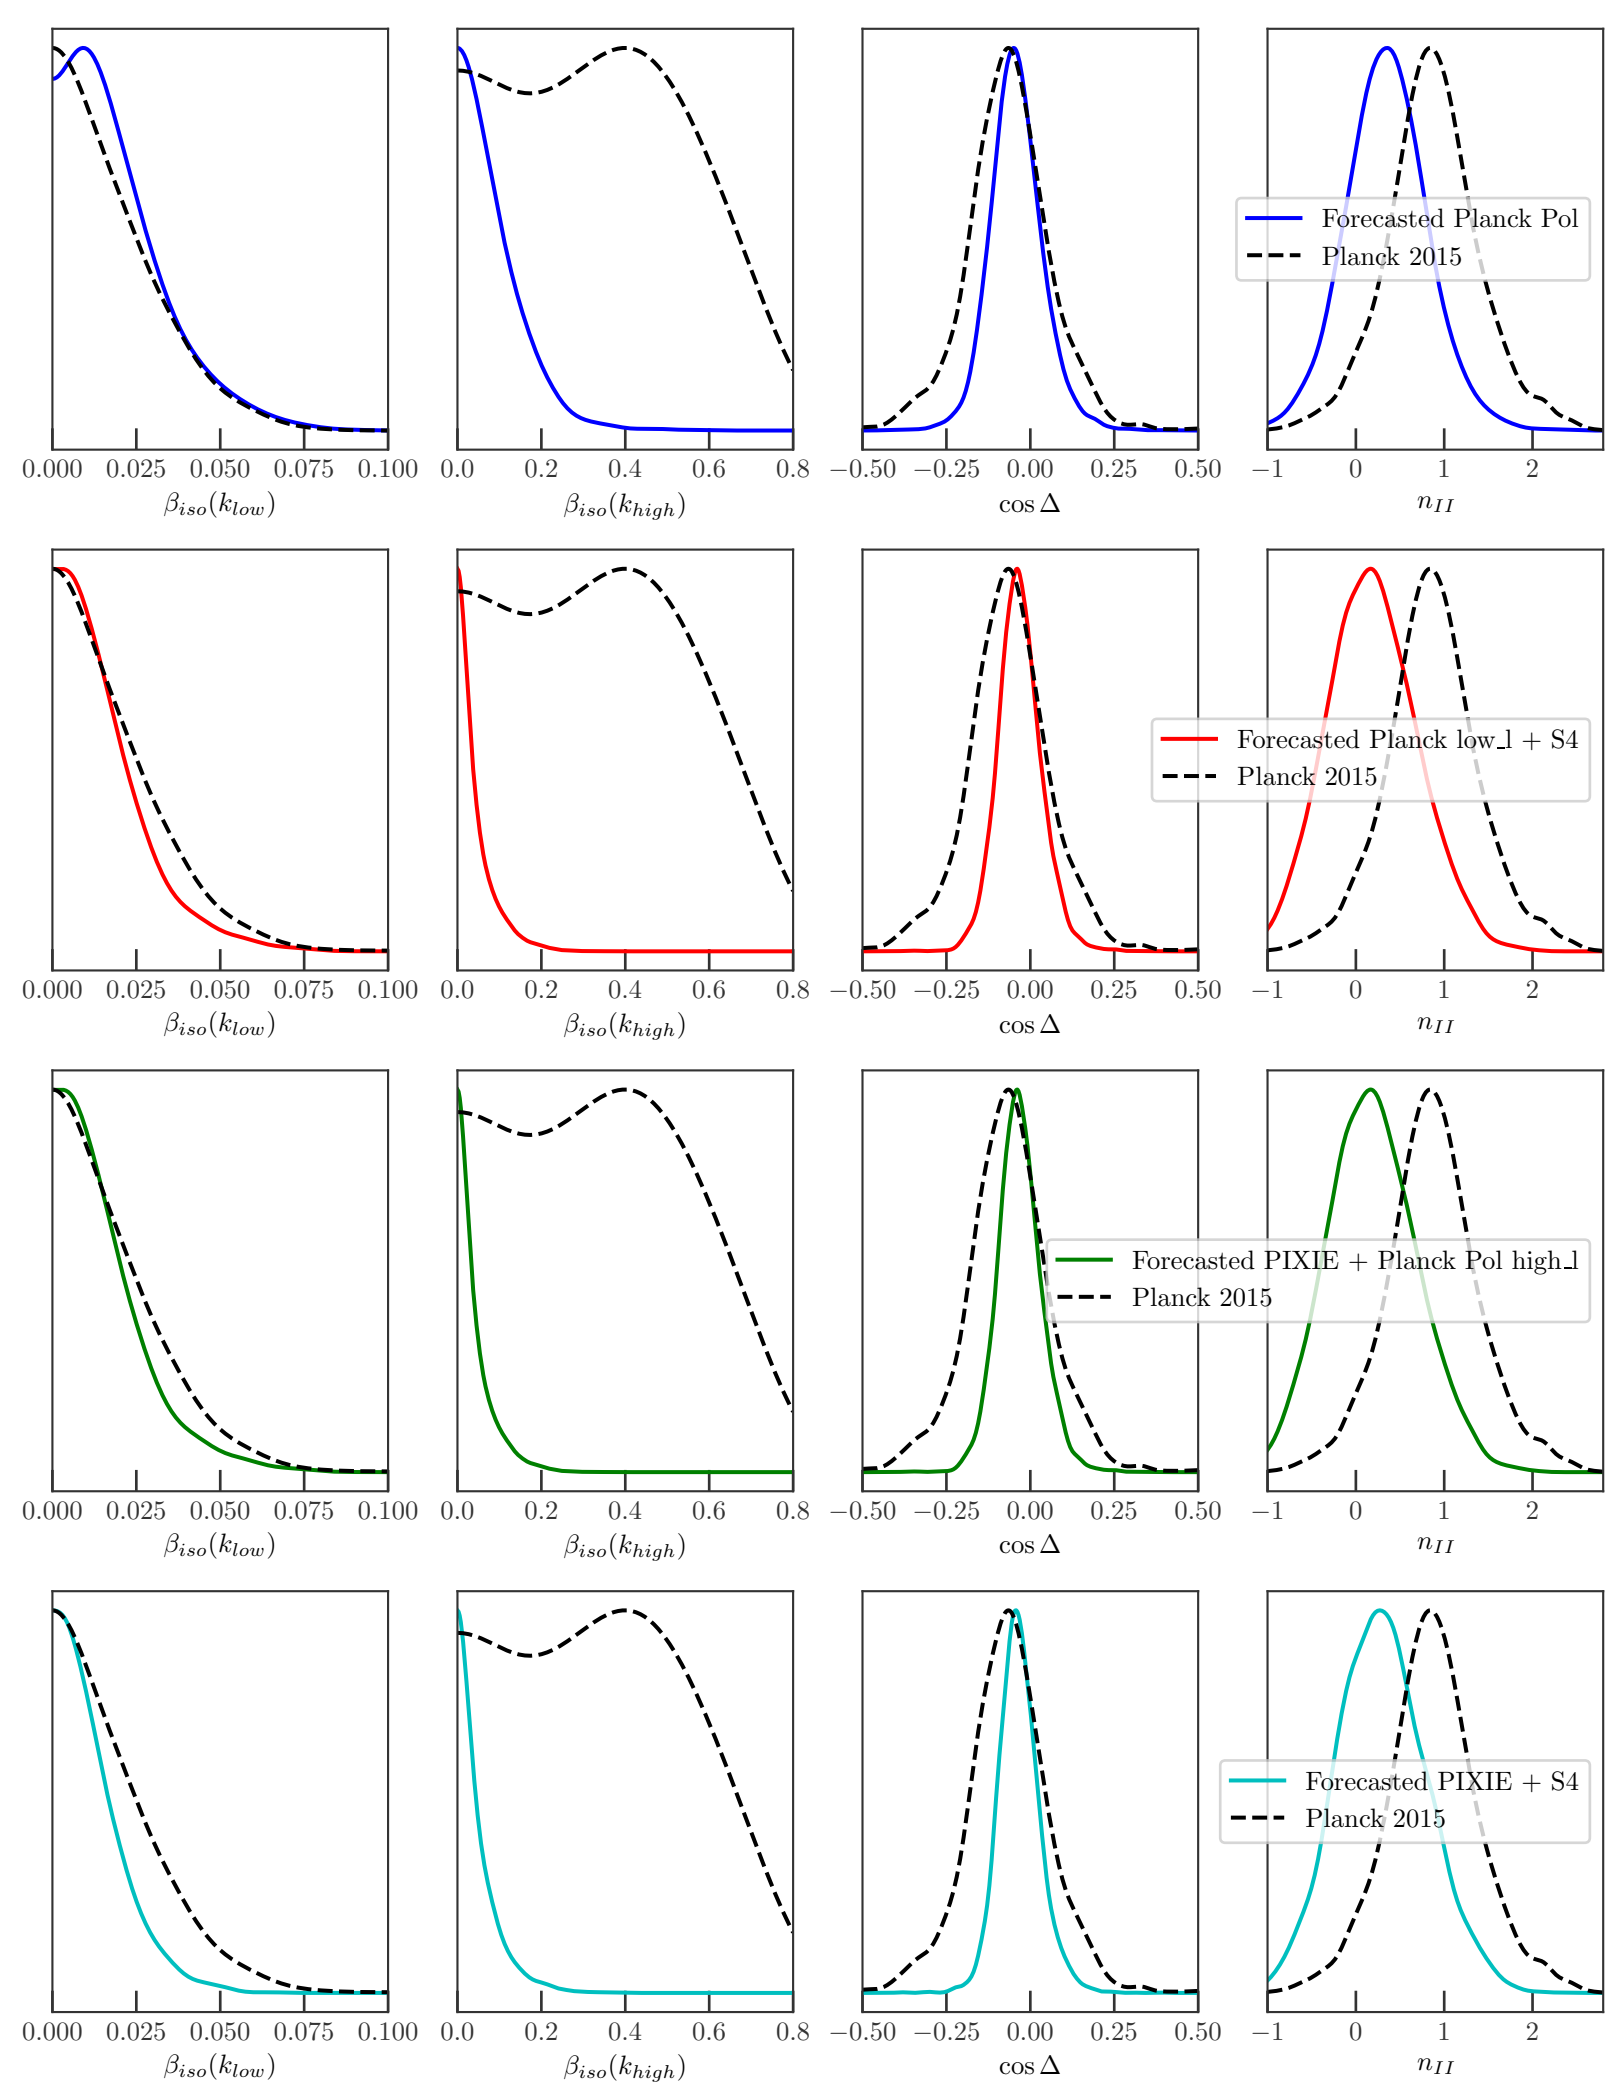 Forecasted Planck Pol
Planck 2015
0.000 0.025 0.050 0.075 0.100 0.0 0.2 0.4 0.6 0.8 −0.50 −0.25 0.00 0.25 0.50 −1 0 1 2
β_iso(k_low) β_iso(k_high) cos Δ n_II
Forecasted Planck low_l + S4
Planck 2015
0.000 0.025 0.050 0.075 0.100 0.0 0.2 0.4 0.6 0.8 −0.50 −0.25 0.00 0.25 0.50 −1 0 1 2
β_iso(k_low) β_iso(k_high) cos Δ n_II
Forecasted PIXIE + Planck Pol high_l
Planck 2015
0.000 0.025 0.050 0.075 0.100 0.0 0.2 0.4 0.6 0.8 −0.50 −0.25 0.00 0.25 0.50 −1 0 1 2
β_iso(k_low) β_iso(k_high) cos Δ n_II
Forecasted PIXIE + S4
Planck 2015
0.000 0.025 0.050 0.075 0.100 0.0 0.2 0.4 0.6 0.8 −0.50 −0.25 0.00 0.25 0.50 −1 0 1 2
β_iso(k_low) β_iso(k_high) cos Δ n_II